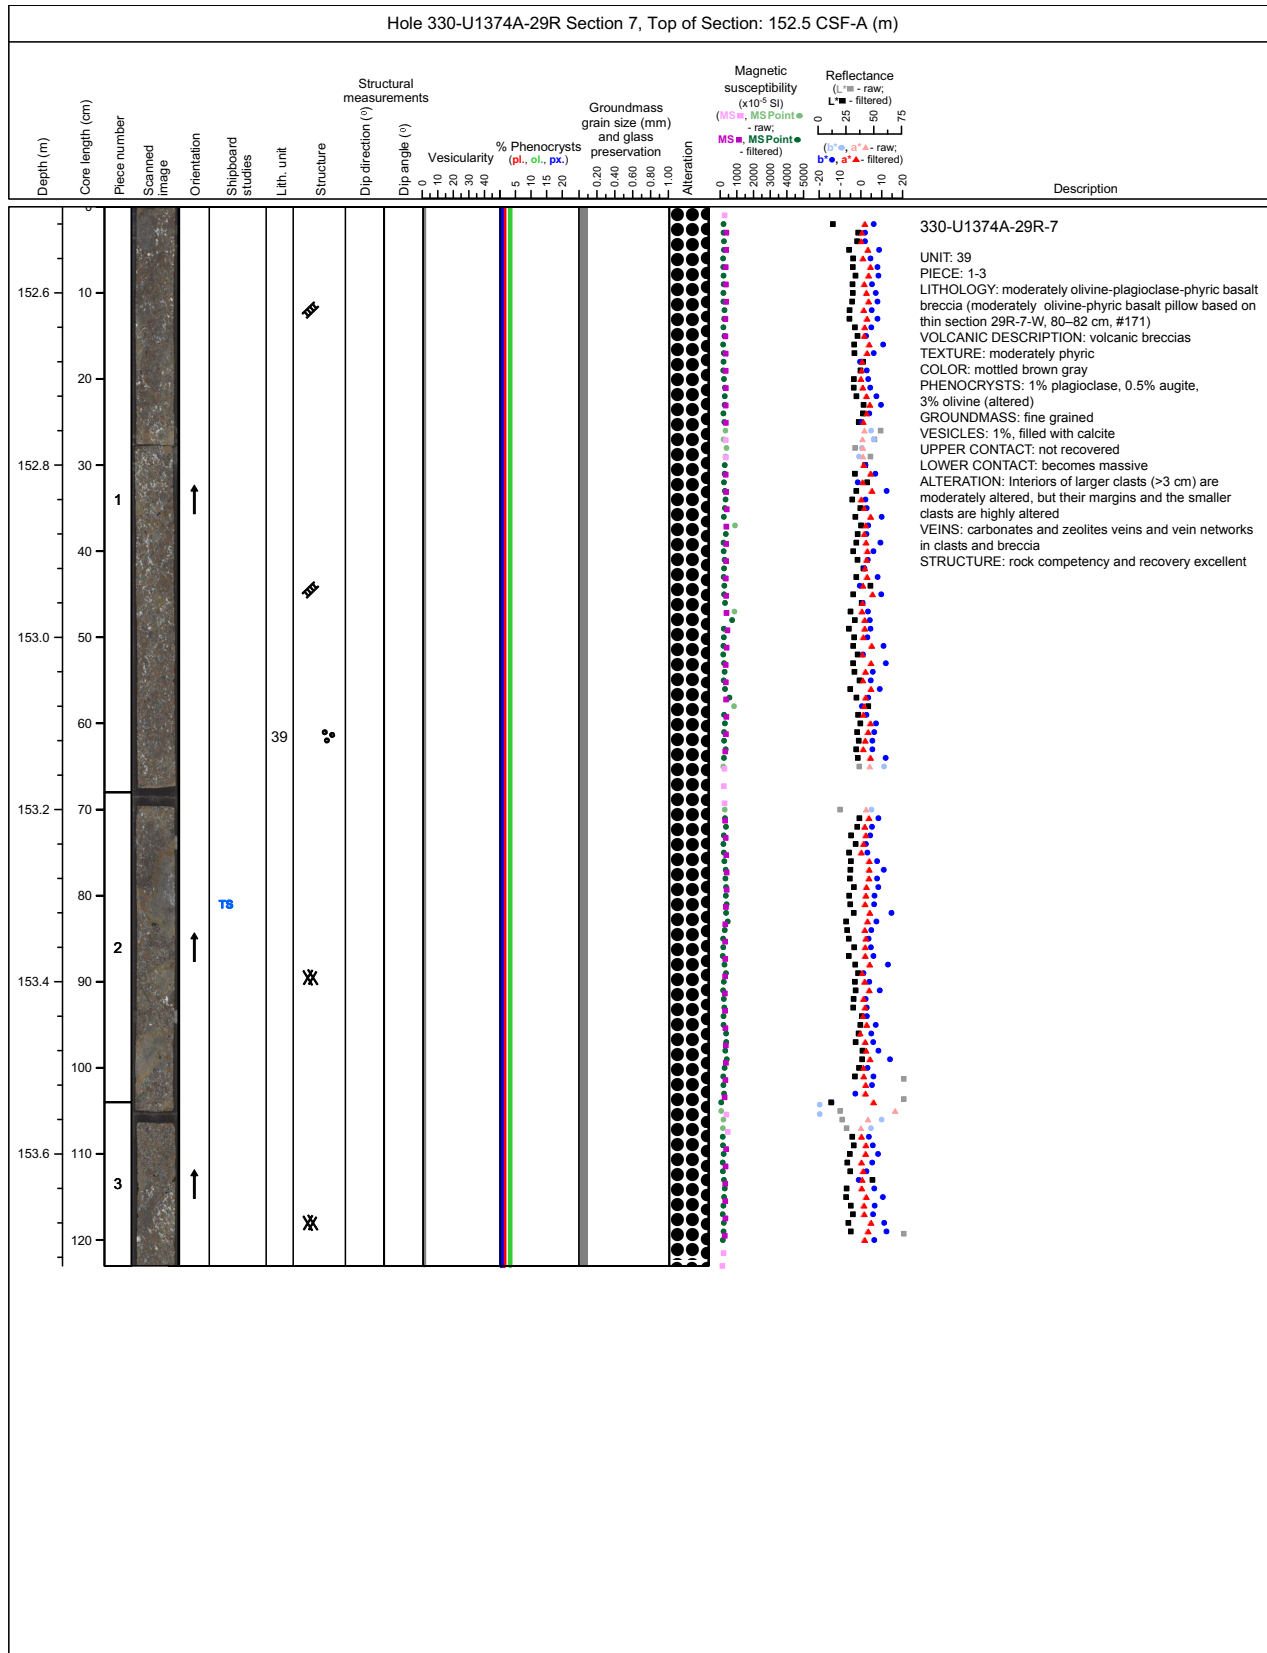 Hole 330-U1374A-29R Section 7, Top of Section: 152.5 CSF-A (m)
Depth (m)
Core length (cm)
Piece number
Scanned
image
Orientation
Shipboard
studies
Lith. unit
Structure
Structural
measurements
Dip direction (°)
Dip angle (°)
Vesicularity
0 10 20 30 40
% Phenocrysts
(pl., ol., px.)
5 10 15 20
Groundmass
grain size (mm)
and glass
preservation
0.20 0.40 0.60 0.80 1.00
Alteration
Magnetic
susceptibility
(x10-5 SI)
(MS■, MSPoint●
- raw;
MS■, MSPoint●
- filtered)
0 1000 2000 3000 4000 5000
Reflectance
(L*■ - raw;
L*■ - filtered)
0 25 50 75
(b*●, a*▲ - raw;
b*●, a*▲ - filtered)
-20 -10 0 10 20
Description
0
152.6
10
20
152.8
30
1
40
153.0
50
60
39
153.2
70
80
TS
2
153.4
90
100
153.6
110
3
120
330-U1374A-29R-7
UNIT: 39
PIECE: 1-3
LITHOLOGY: moderately olivine-plagioclase-phyric basalt
breccia (moderately olivine-phyric basalt pillow based on
thin section 29R-7-W, 80–82 cm, #171)
VOLCANIC DESCRIPTION: volcanic breccias
TEXTURE: moderately phyric
COLOR: mottled brown gray
PHENOCRYSTS: 1% plagioclase, 0.5% augite,
3% olivine (altered)
GROUNDMASS: fine grained
VESICLES: 1%, filled with calcite
UPPER CONTACT: not recovered
LOWER CONTACT: becomes massive
ALTERATION: Interiors of larger clasts (>3 cm) are
moderately altered, but their margins and the smaller
clasts are highly altered
VEINS: carbonates and zeolites veins and vein networks
in clasts and breccia
STRUCTURE: rock competency and recovery excellent